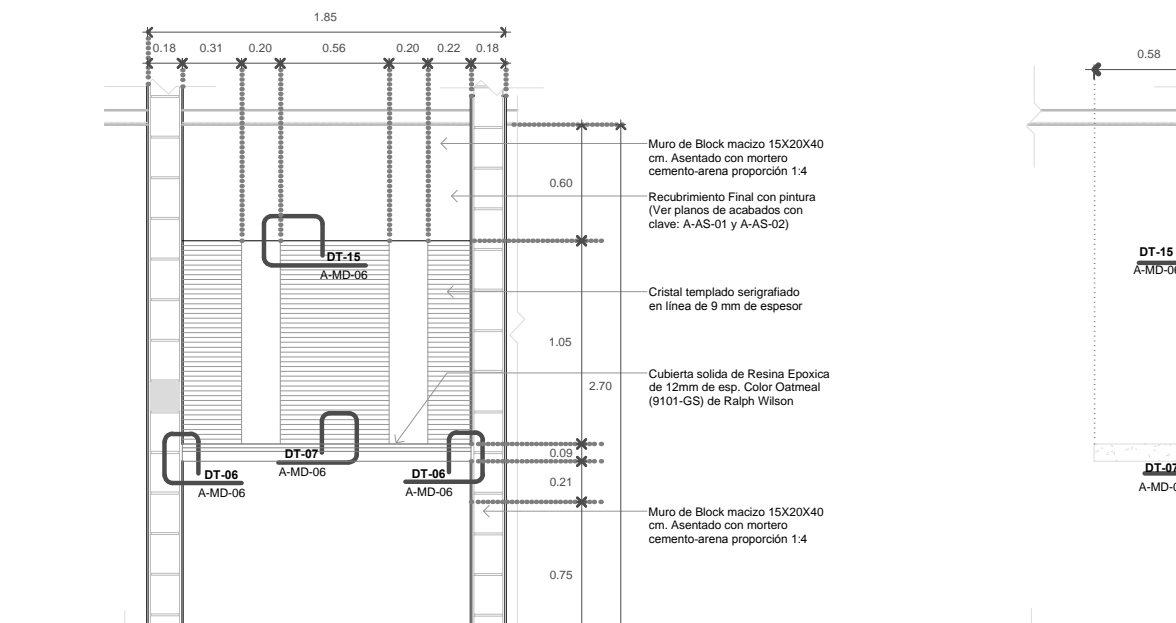 1.85
0.18 0.31 0.20 0.56 0.20 0.22 0.18
0.58
Muro de Block macizo 15X20X40
cm. Asentado con mortero
cemento-arena proporción 1:4
0.60
Recubrimiento Final con pintura
(Ver planos de acabados con
clave: A-AS-01 y A-AS-02)
DT-15
A-MD-06
DT-15
A-MD-06
Cristal templado serigrafiado
en línea de 9 mm de espesor
1.05
2.70
Cubierta solida de Resina Epoxica
de 12mm de esp. Color Oatmeal
(9101-GS) de Ralph Wilson
DT-07
A-MD-06
0.09
DT-06
A-MD-06
DT-06
A-MD-06
0.21
DT-07
A-MD-0
Muro de Block macizo 15X20X40
cm. Asentado con mortero
cemento-arena proporción 1:4
0.75